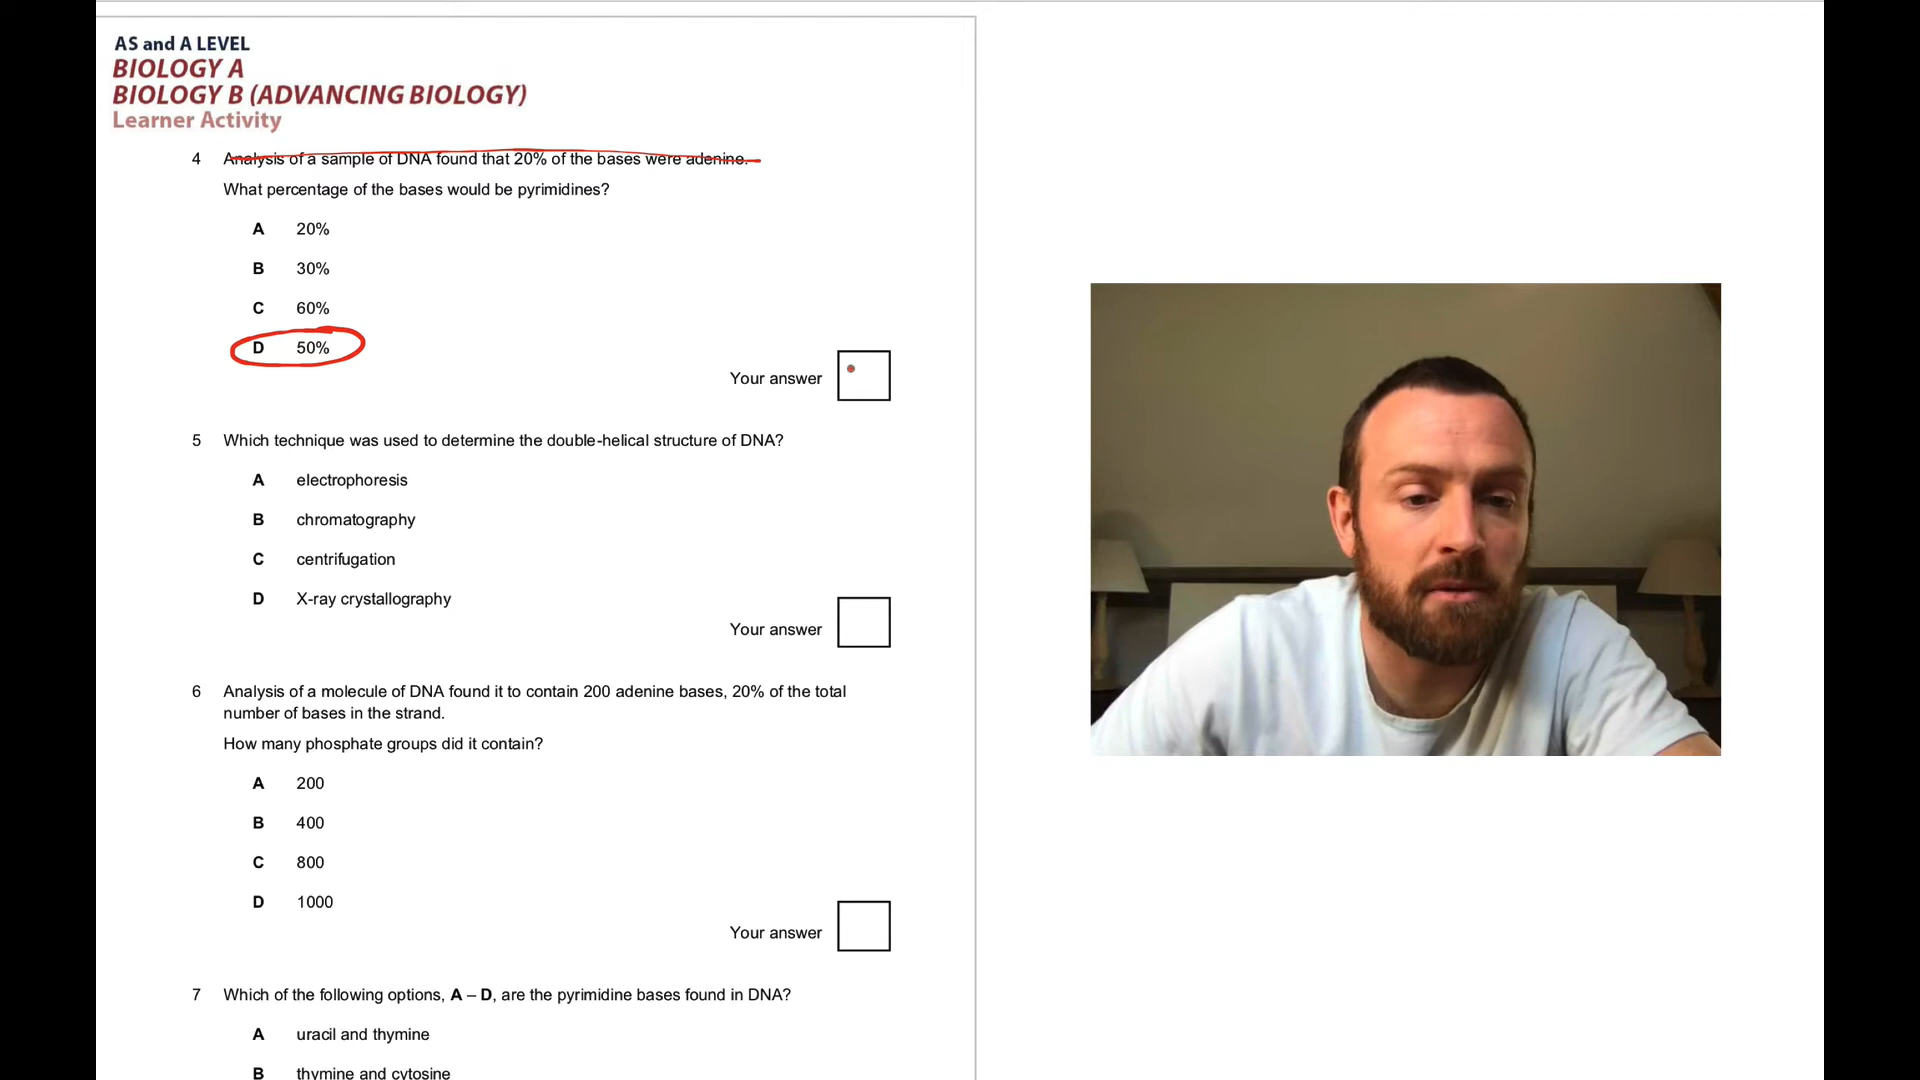 AS and A LEVEL
BIOLOGY A
BIOLOGY B (ADVANCING BIOLOGY)
Learner Activity
4 Analysis of a sample of DNA found that 20% of the bases were adenine.
What percentage of the bases would be pyrimidines?
A 20%
B 30%
C 60%
D 50%
Your answer
5 Which technique was used to determine the double-helical structure of DNA?
A electrophoresis
B chromatography
C centrifugation
D X-ray crystallography
Your answer
6 Analysis of a molecule of DNA found it to contain 200 adenine bases, 20% of the total
number of bases in the strand.
How many phosphate groups did it contain?
A 200
B 400
C 800
D 1000
Your answer
7 Which of the following options, A – D, are the pyrimidine bases found in DNA?
A uracil and thymine
B thymine and cytosine